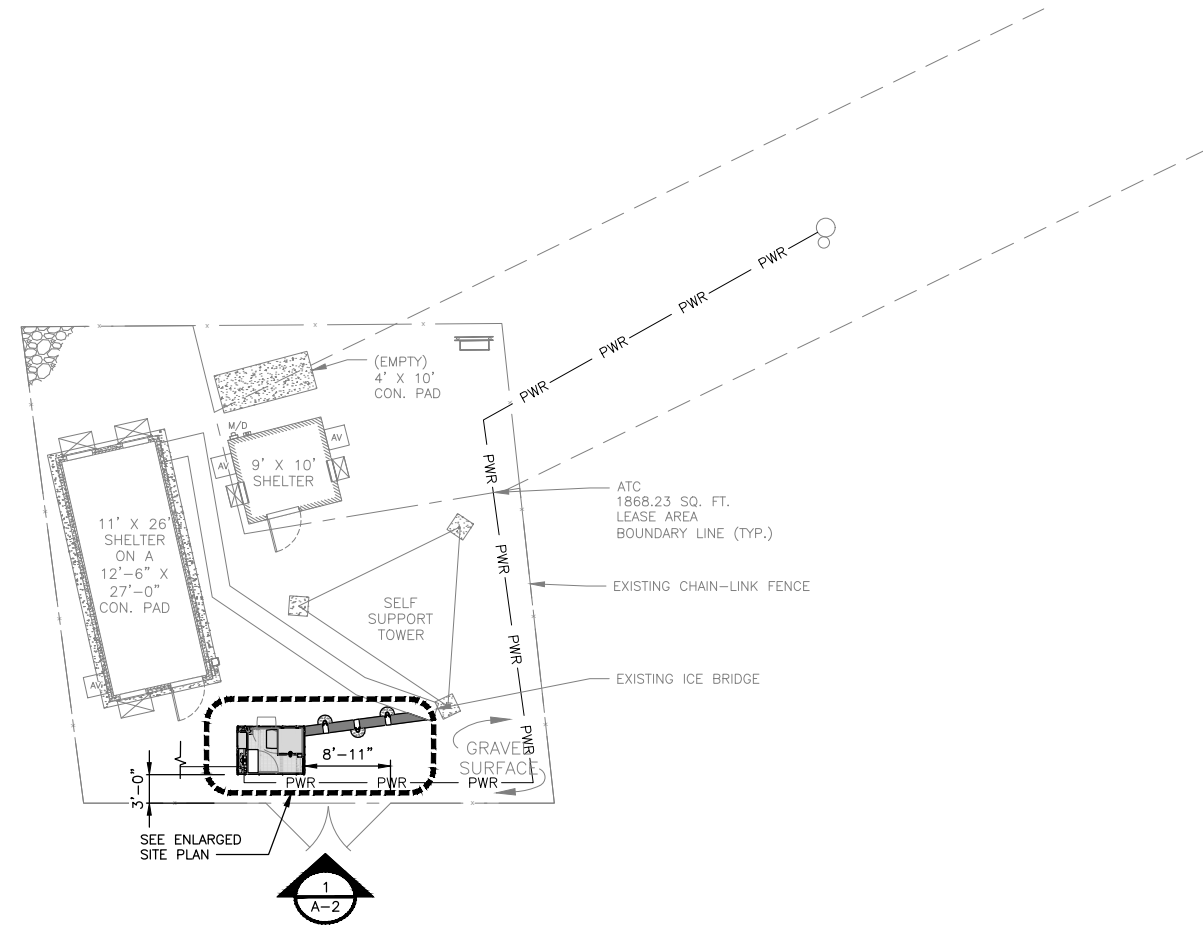 PWR
PWR
PWR
PWR
(EMPTY)
4' X 10'
CON. PAD
M/D
AV
AV
9' X 10'
SHELTER
PWR
ATC
1868.23 SQ. FT.
LEASE AREA
BOUNDARY LINE (TYP.)
11' X 26'
SHELTER
ON A
12'-6" X
27'-0"
CON. PAD
PWR
EXISTING CHAIN-LINK FENCE
SELF
SUPPORT
TOWER
PWR
EXISTING ICE BRIDGE
AV
PWR
GRAVEL
SURFACE
8'-11"
PWR
PWR
PWR
3'-0"
SEE ENLARGED
SITE PLAN
1
A-2